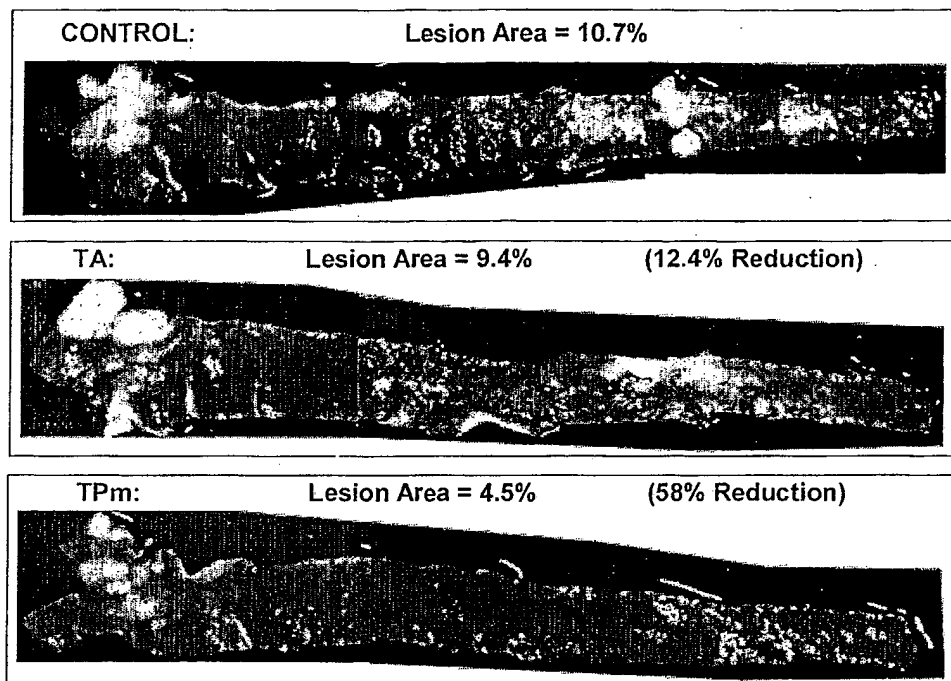 CONTROL: Lesion Area = 10.7%
TA: Lesion Area = 9.4% (12.4% Reduction)
TPm: Lesion Area = 4.5% (58% Reduction)